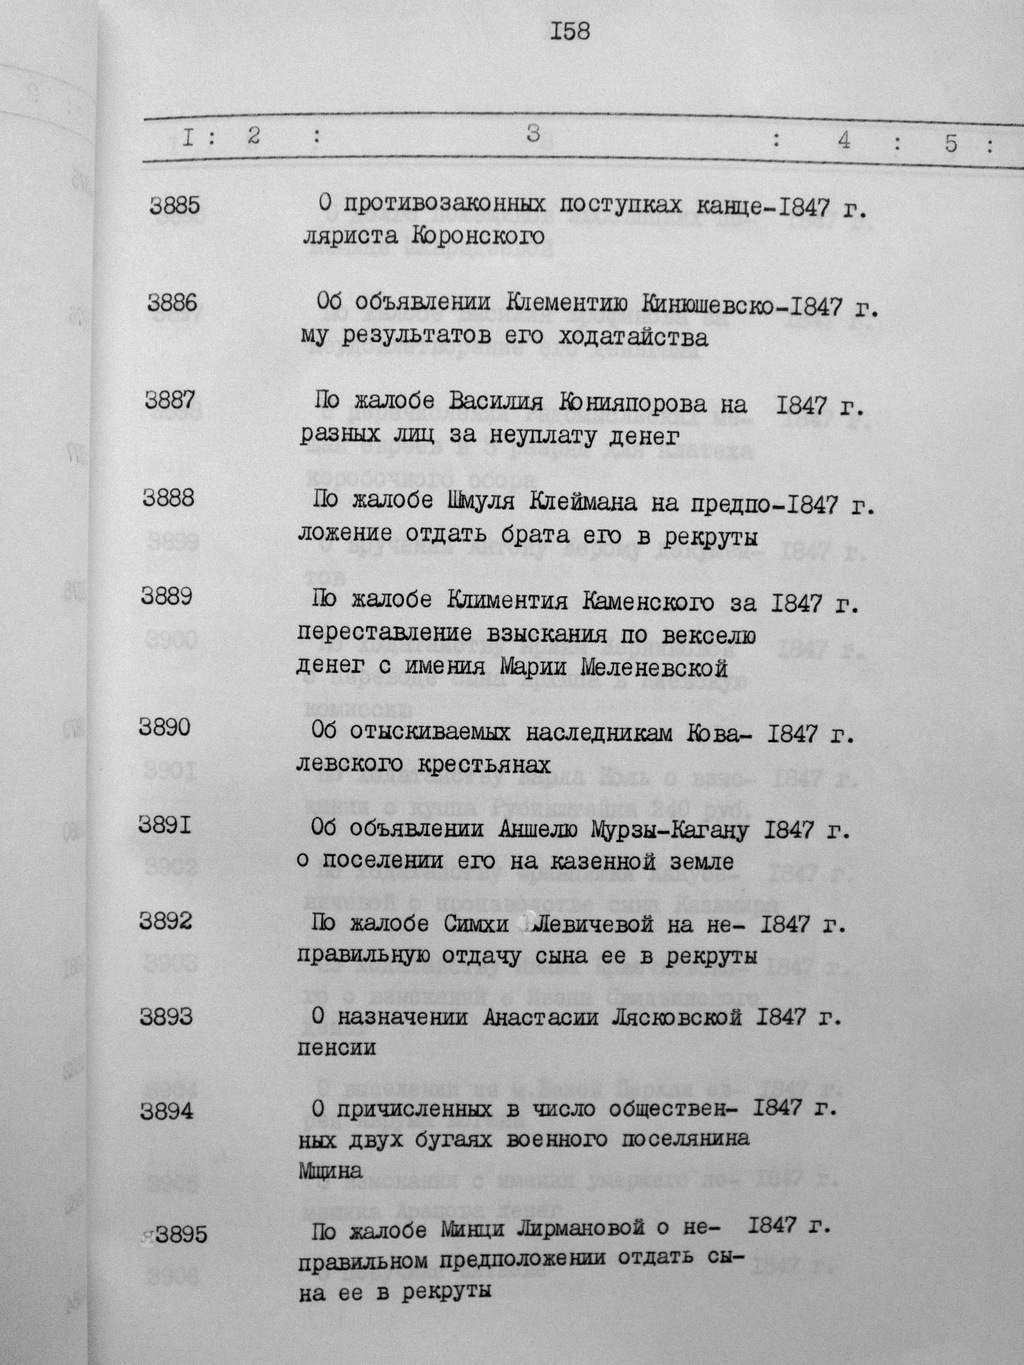 I58
I : 2 : 3 : 4 : 5 :
3885 О противозаконных поступках канце- I847 г.
ляриста Коронского
3886 Об объявлении Клементию Кинюшевско- I847 г.
му результатов его ходатайства
3887 По жалобе Василия Конияпорова на I847 г.
разных лиц за неуплату денег
3888 По жалобе Шмуля Клеймана на предпо- I847 г.
ложение отдать брата его в рекруты
3889 По жалобе Климентия Каменского за I847 г.
переставление взыскания по векселю
денег с имения Марии Меленевской
3890 Об отыскиваемых наследникам Кова- I847 г.
левского крестьянах
389I Об объявлении Аншелю Мурзы-Кагану I847 г.
о поселении его на казенной земле
3892 По жалобе Симхи Левичевой на не- I847 г.
правильную отдачу сына ее в рекруты
3893 О назначении Анастасии Лясковской I847 г.
пенсии
3894 О причисленных в число обществен- I847 г.
ных двух бугаях военного поселянина
Мщина
3895 По жалобе Минци Лирмановой о не- I847 г.
правильном предположении отдать сы-
на ее в рекруты